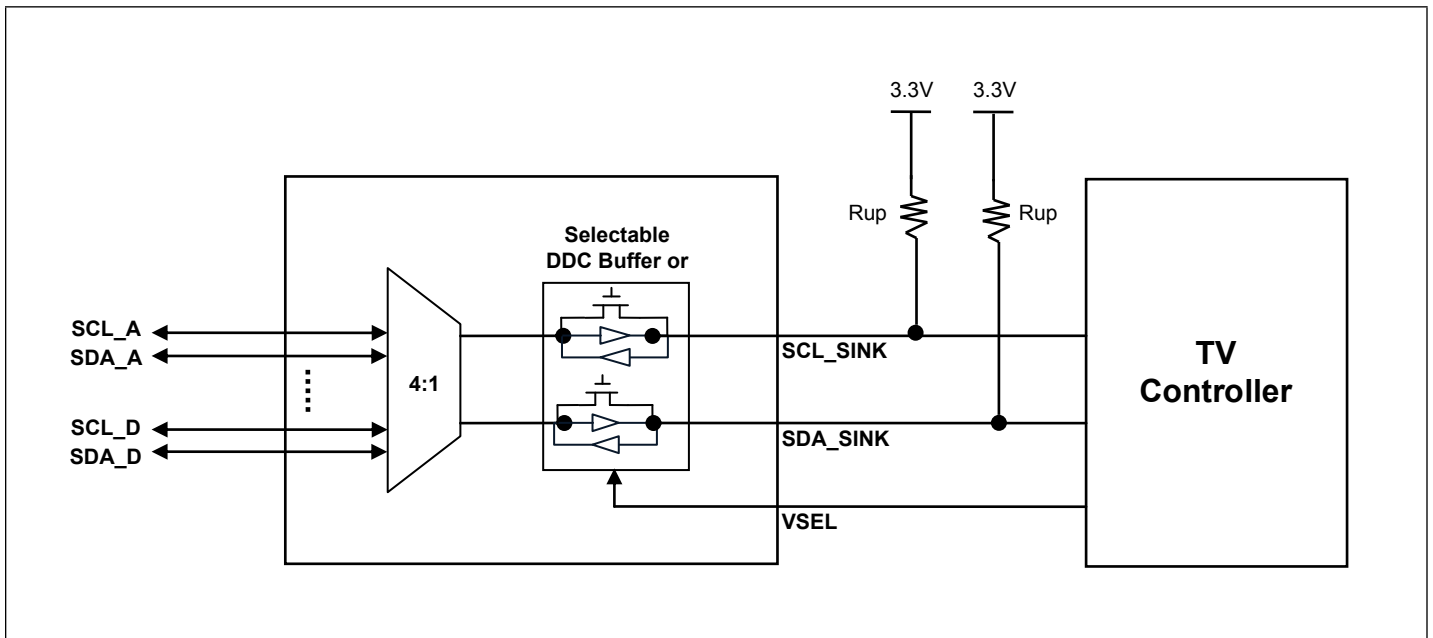 3.3V 3.3V
Rup Rup
Selectable
DDC Buffer or
SCL_A
SDA_A
4:1
SCL_D
SDA_D
SCL_SINK
SDA_SINK
VSEL
TV
Controller